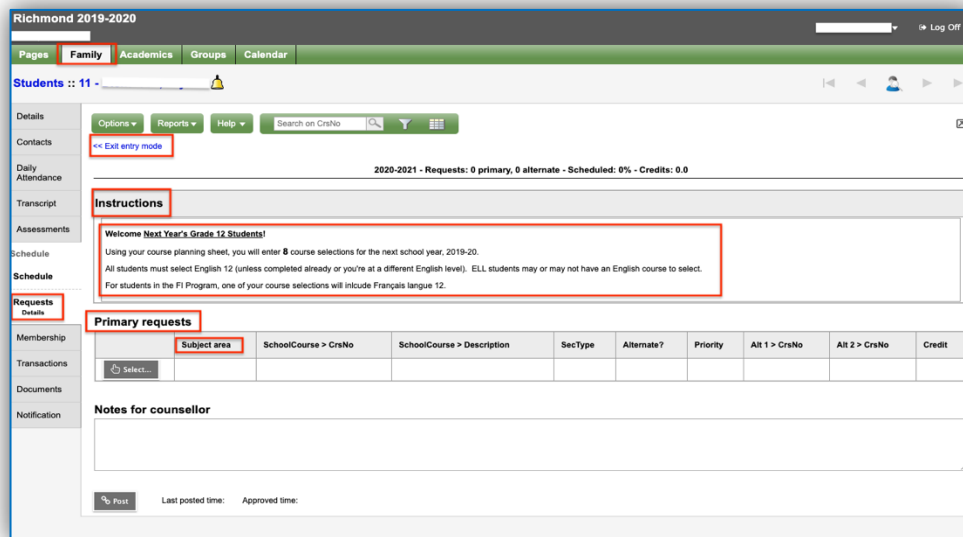 Richmond 2019-2020
Log Off
Pages Family Academics Groups Calendar
Students :: 11 -
Details
Contacts
Daily Attendance
Transcript
Assessments
Schedule
Schedule
Requests
Details
Membership
Transactions
Documents
Notification
Options Reports Help Search on CrsNo
<< Exit entry mode
2020-2021 - Requests: 0 primary, 0 alternate - Scheduled: 0% - Credits: 0.0
Instructions
Welcome Next Year's Grade 12 Students!
Using your course planning sheet, you will enter 8 course selections for the next school year, 2019-20.
All students must select English 12 (unless completed already or you're at a different English level). ELL students may or may not have an English course to select.
For students in the FI Program, one of your course selections will inlcude Français langue 12.
Primary requests
Subject area SchoolCourse > CrsNo SchoolCourse > Description SecType Alternate? Priority Alt 1 > CrsNo Alt 2 > CrsNo Credit
Select...
Notes for counsellor
Post Last posted time: Approved time: